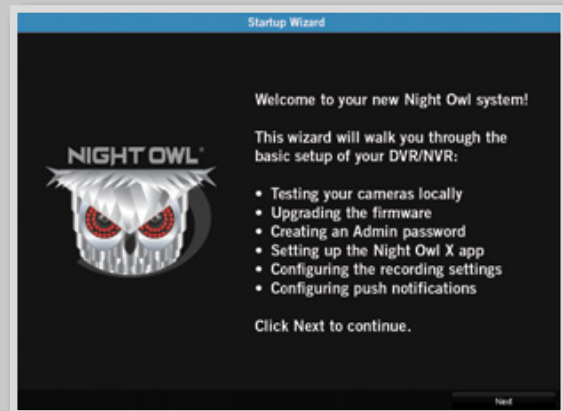 Startup Wizard
Welcome to your new Night Owl system!
This wizard will walk you through the
basic setup of your DVR/NVR:
NIGHT OWL®
• Testing your cameras locally
• Upgrading the firmware
• Creating an Admin password
• Setting up the Night Owl X app
• Configuring the recording settings
• Configuring push notifications
Click Next to continue.
Next